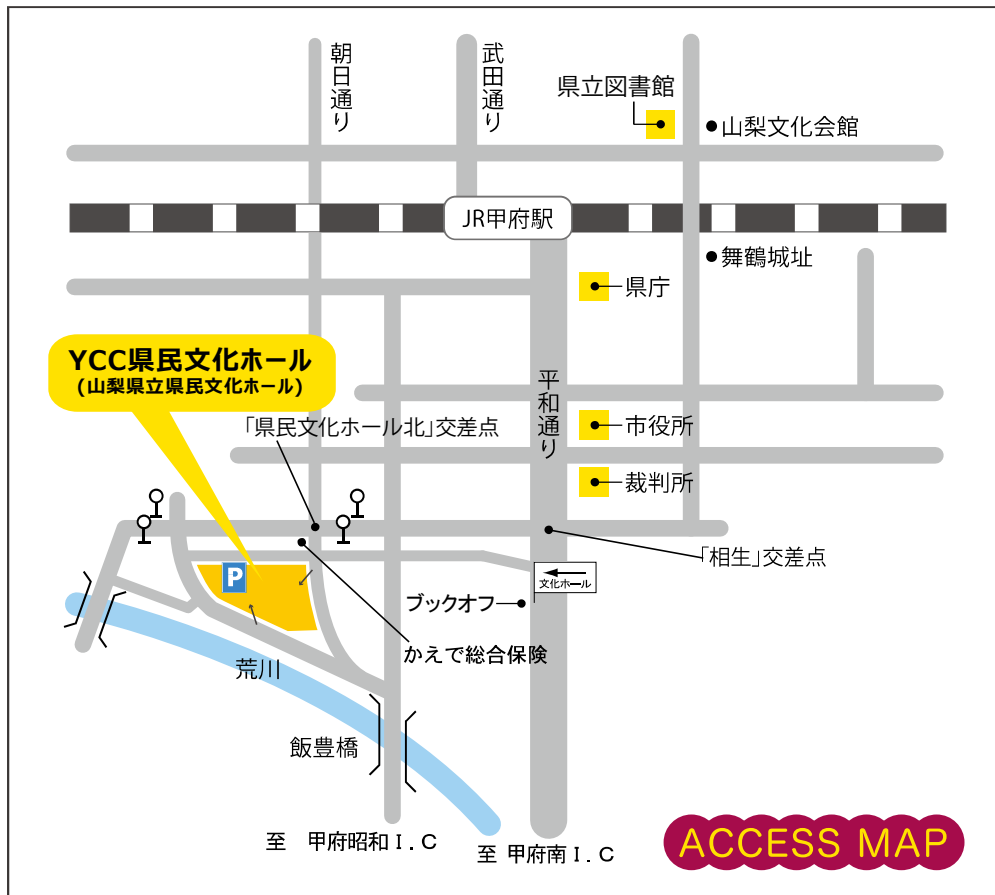 朝日通り
武田通り
県立図書館
山梨文化会館
JR甲府駅
舞鶴城址
県庁
YCC県民文化ホール
(山梨県立県民文化ホール)
平和通り
「県民文化ホール北」交差点
市役所
裁判所
「相生」交差点
P
文化ホール
ブックオフ
かえで総合保険
荒川
飯豊橋
至 甲府昭和I.C
至 甲府南I.C
ACCESS MAP